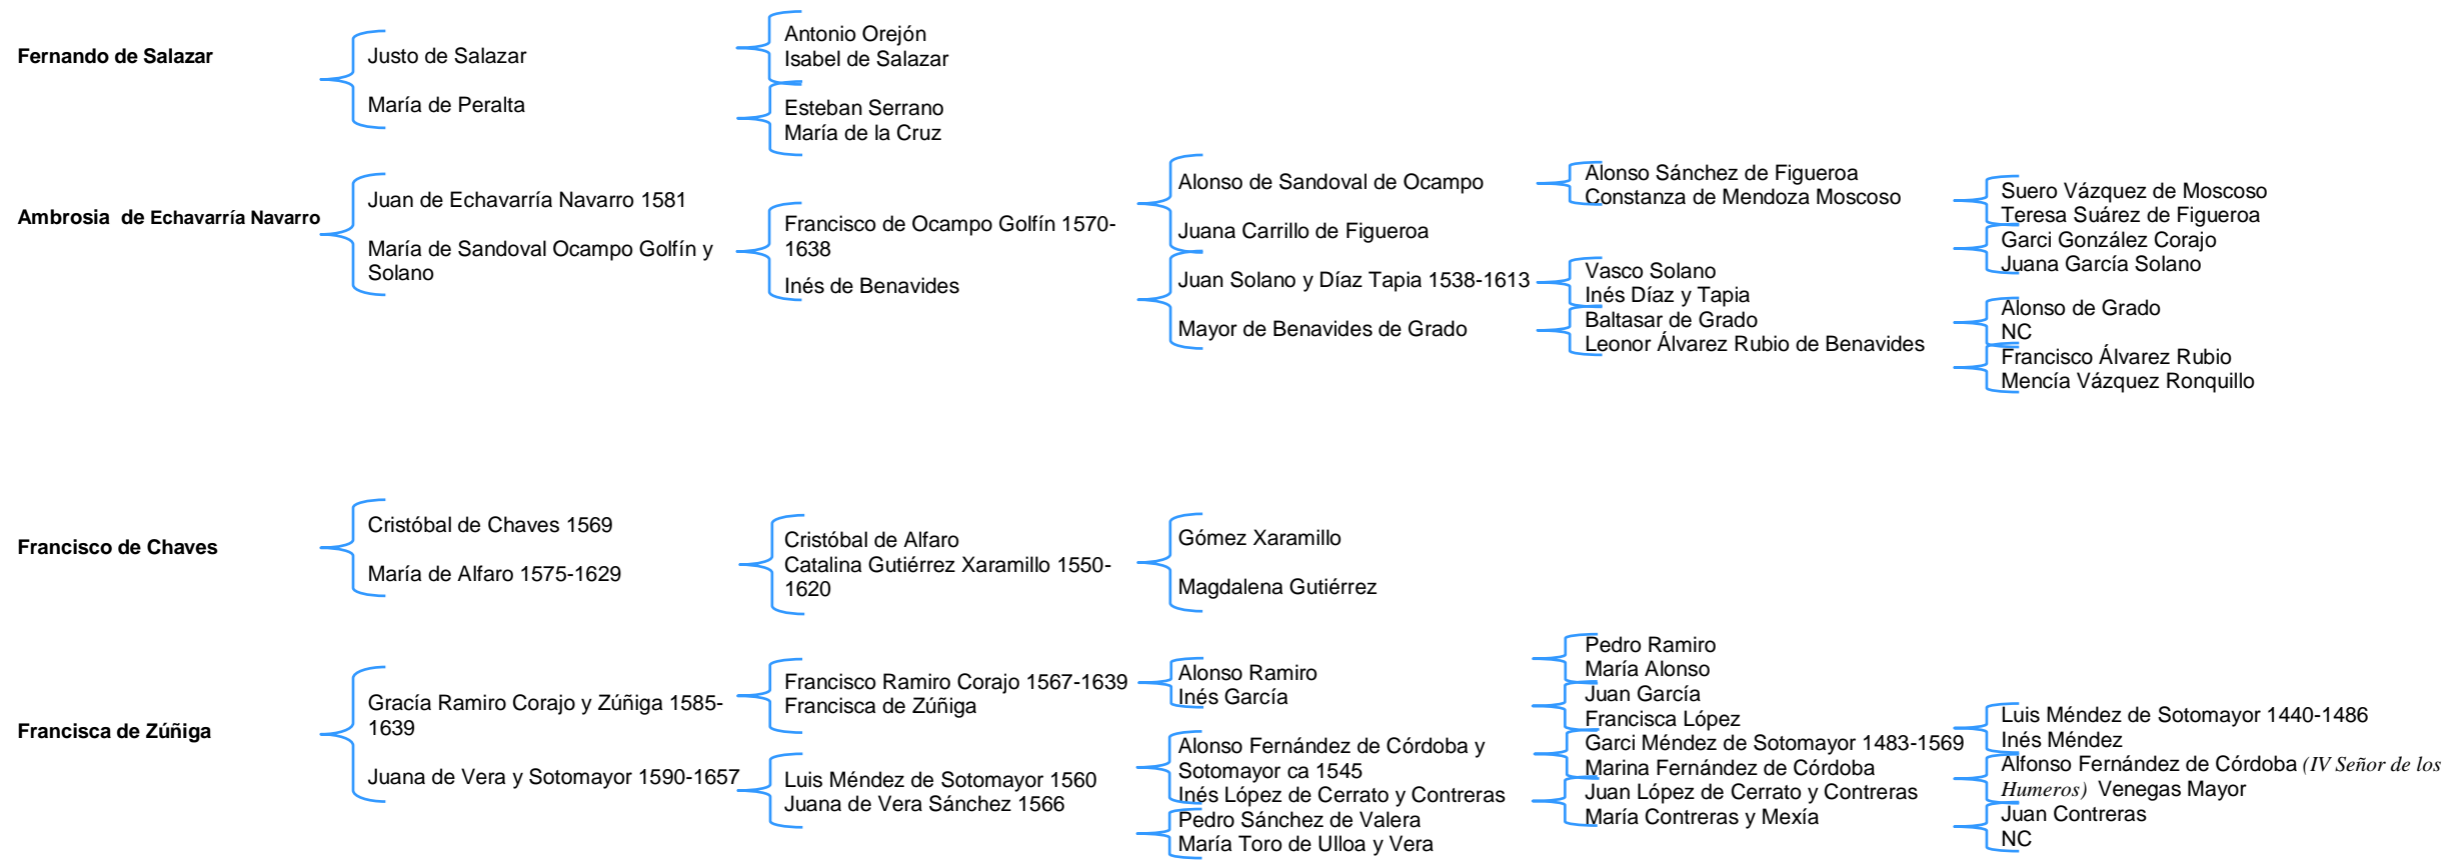 Fernando de Salazar
Justo de Salazar
María de Peralta
Antonio Orejón
Isabel de Salazar
Esteban Serrano
María de la Cruz
Ambrosia de Echavarría Navarro
Juan de Echavarría Navarro 1581
María de Sandoval Ocampo Golfín y
Solano
Francisco de Ocampo Golfín 1570-
1638
Inés de Benavides
Alonso de Sandoval de Ocampo
Juana Carrillo de Figueroa
Juan Solano y Díaz Tapia 1538-1613
Mayor de Benavides de Grado
Alonso Sánchez de Figueroa
Constanza de Mendoza Moscoso
Vasco Solano
Inés Díaz y Tapia
Baltasar de Grado
Leonor Álvarez Rubio de Benavides
Suero Vázquez de Moscoso
Teresa Suárez de Figueroa
Garci González Corajo
Juana García Solano
Alonso de Grado
NC
Francisco Álvarez Rubio
Mencía Vázquez Ronquillo
Francisco de Chaves
Cristóbal de Chaves 1569
María de Alfaro 1575-1629
Cristóbal de Alfaro
Catalina Gutiérrez Xaramillo 1550-
1620
Gómez Xaramillo
Magdalena Gutiérrez
Francisca de Zúñiga
Gracía Ramiro Corajo y Zúñiga 1585-
1639
Juana de Vera y Sotomayor 1590-1657
Francisco Ramiro Corajo 1567-1639
Francisca de Zúñiga
Luis Méndez de Sotomayor 1560
Juana de Vera Sánchez 1566
Alonso Ramiro
Inés García
Alonso Fernández de Córdoba y
Sotomayor ca 1545
Inés López de Cerrato y Contreras
Pedro Sánchez de Valera
María Toro de Ulloa y Vera
Pedro Ramiro
María Alonso
Juan García
Francisca López
Garci Méndez de Sotomayor 1483-1569
Marina Fernández de Córdoba
Juan López de Cerrato y Contreras
María Contreras y Mexía
Luis Méndez de Sotomayor 1440-1486
Inés Méndez
Alfonso Fernández de Córdoba (IV Señor de los
Humeros) Venegas Mayor
Juan Contreras
NC